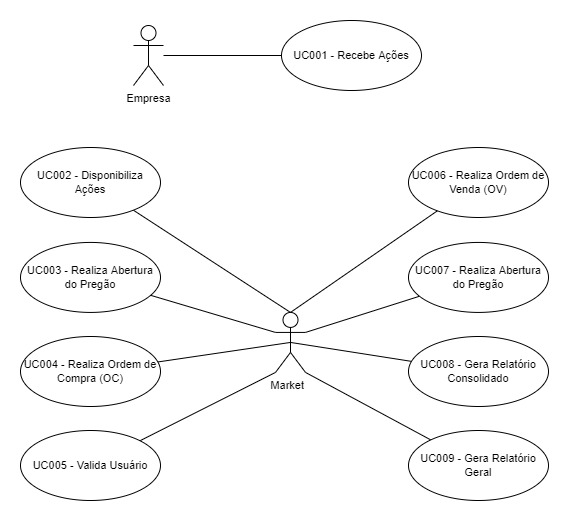 UC001 - Recebe Ações
Empresa
UC002 - Disponibiliza
Ações
UC006 - Realiza Ordem de
Venda (OV)
UC003 - Realiza Abertura
do Pregão
UC007 - Realiza Abertura
do Pregão
UC004 - Realiza Ordem de
Compra (OC)
UC008 - Gera Relatório
Consolidado
Market
UC005 - Valida Usuário
UC009 - Gera Relatório
Geral